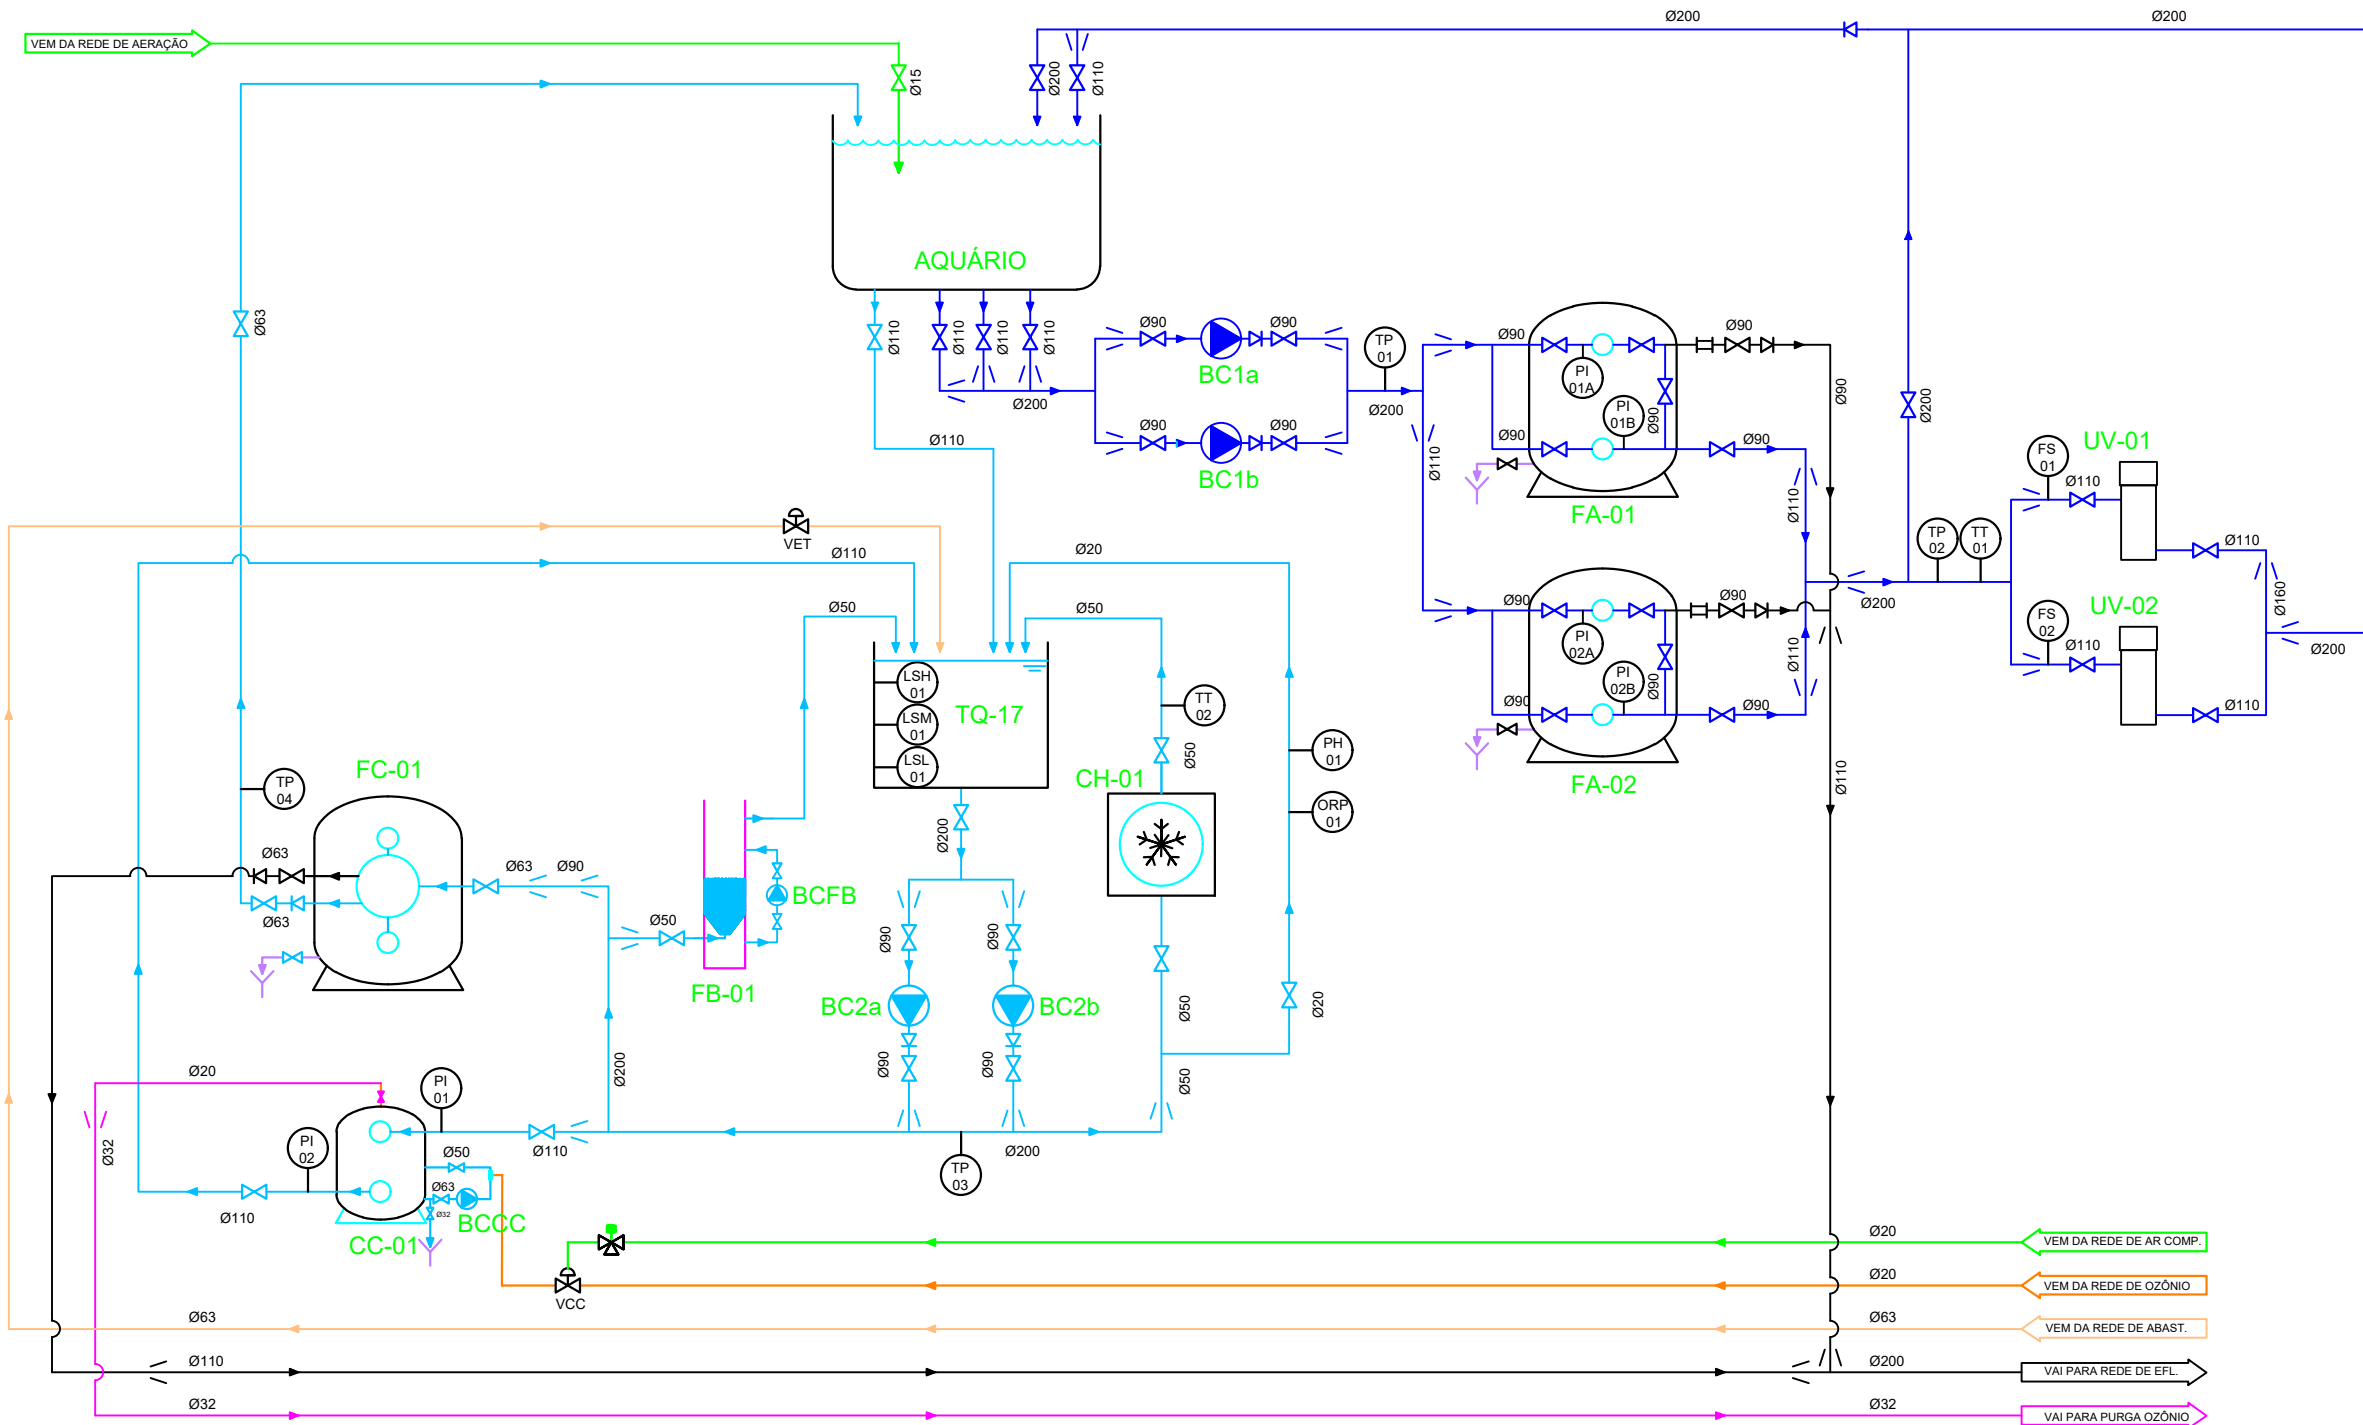 Ø200
Ø200
VEM DA REDE DE AERAÇÃO
Ø15
Ø200
Ø110
AQUÁRIO
Ø63
Ø110
Ø110
Ø110
Ø110
Ø200
Ø110
Ø90
Ø90
BC1a
Ø90
Ø90
BC1b
TP
01
Ø200
Ø110
Ø90
PI
01A
PI
01B
Ø90
Ø90
Ø90
Ø90
Ø90
FA-01
Ø110
Ø200
TP
02
TT
01
FS
01
Ø110
UV-01
Ø110
FS
02
Ø110
UV-02
Ø110
Ø160
Ø200
Ø200
Ø90
PI
02A
PI
02B
Ø90
Ø90
Ø90
Ø90
Ø110
FA-02
Ø110
VET
Ø110
Ø20
Ø50
Ø50
LSH
01
LSM
01
LSL
01
TQ-17
TT
02
Ø50
PH
01
ORP
01
CH-01
FC-01
TP
04
Ø63
Ø63
Ø63
Ø90
Ø50
BCFB
FB-01
Ø200
Ø90
Ø90
BC2a
BC2b
Ø90
Ø90
Ø50
Ø20
Ø50
Ø200
Ø20
PI
01
Ø32
PI
02
Ø110
Ø200
TP
03
Ø50
Ø63
Ø32
BCCC
Ø110
CC-01
Ø20
VEM DA REDE DE AR COMP.
VCC
Ø20
VEM DA REDE DE OZÔNIO
Ø63
Ø63
VEM DA REDE DE ABAST.
Ø110
Ø200
VAI PARA REDE DE EFL.
Ø32
Ø32
VAI PARA PURGA OZÔNIO